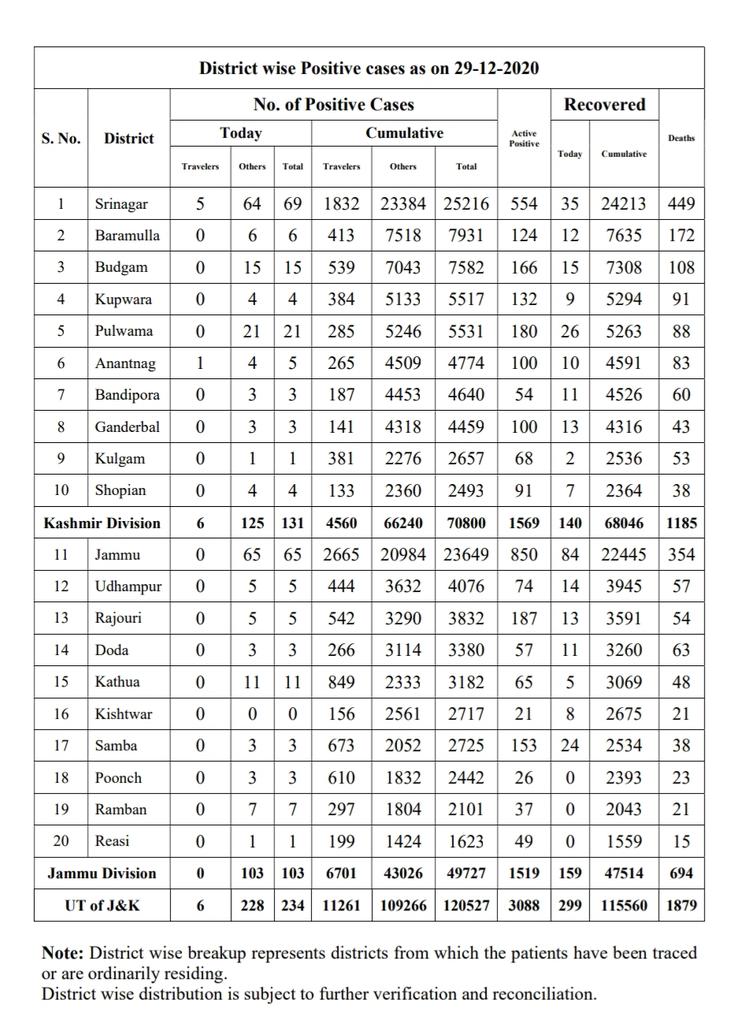 District wise Positive cases as on 29-12-2020
S. No. District No. of Positive Cases Active Positive Recovered Deaths
Today Cumulative Today Cumulative
Travelers Others Total Travelers Others Total
1 Srinagar 5 64 69 1832 23384 25216 554 35 24213 449
2 Baramulla 0 6 6 413 7518 7931 124 12 7635 172
3 Budgam 0 15 15 539 7043 7582 166 15 7308 108
4 Kupwara 0 4 4 384 5133 5517 132 9 5294 91
5 Pulwama 0 21 21 285 5246 5531 180 26 5263 88
6 Anantnag 1 4 5 265 4509 4774 100 10 4591 83
7 Bandipora 0 3 3 187 4453 4640 54 11 4526 60
8 Ganderbal 0 3 3 141 4318 4459 100 13 4316 43
9 Kulgam 0 1 1 381 2276 2657 68 2 2536 53
10 Shopian 0 4 4 133 2360 2493 91 7 2364 38
Kashmir Division 6 125 131 4560 66240 70800 1569 140 68046 1185
11 Jammu 0 65 65 2665 20984 23649 850 84 22445 354
12 Udhampur 0 5 5 444 3632 4076 74 14 3945 57
13 Rajouri 0 5 5 542 3290 3832 187 13 3591 54
14 Doda 0 3 3 266 3114 3380 57 11 3260 63
15 Kathua 0 11 11 849 2333 3182 65 5 3069 48
16 Kishtwar 0 0 0 156 2561 2717 21 8 2675 21
17 Samba 0 3 3 673 2052 2725 153 24 2534 38
18 Poonch 0 3 3 610 1832 2442 26 0 2393 23
19 Ramban 0 7 7 297 1804 2101 37 0 2043 21
20 Reasi 0 1 1 199 1424 1623 49 0 1559 15
Jammu Division 0 103 103 6701 43026 49727 1519 159 47514 694
UT of J&K 6 228 234 11261 109266 120527 3088 299 115560 1879
Note: District wise breakup represents districts from which the patients have been traced
or are ordinarily residing.
District wise distribution is subject to further verification and reconciliation.